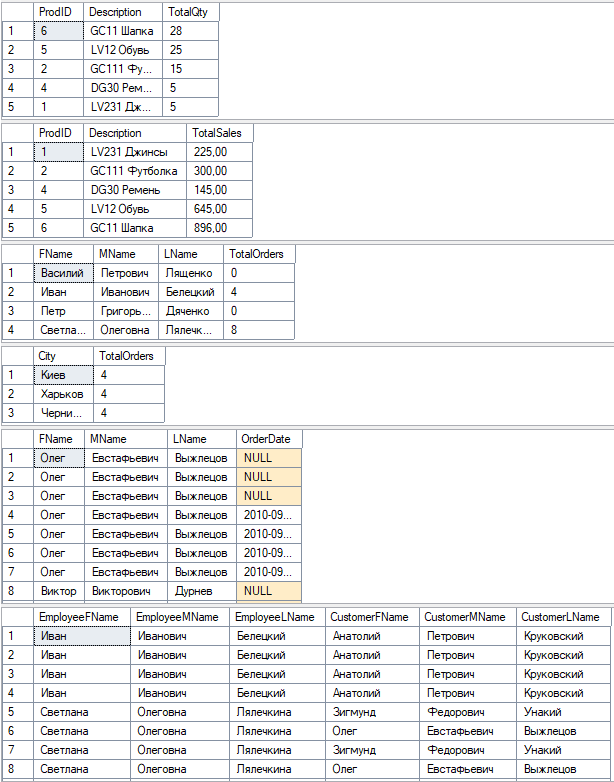 ProdID Description TotalQty
1 6 GC11 Шапка 28
2 5 LV12 Обувь 25
3 2 GC111 Фу... 15
4 4 DG30 Рем... 5
5 1 LV231 Дж... 5
ProdID Description TotalSales
1 1 LV231 Джинсы 225,00
2 2 GC111 Футболка 300,00
3 4 DG30 Ремень 145,00
4 5 LV12 Обувь 645,00
5 6 GC11 Шапка 896,00
FName MName LName TotalOrders
1 Василий Петрович Лященко 0
2 Иван Иванович Белецкий 4
3 Петр Григорь... Дяченко 0
4 Светла... Олеговна Лялечк... 8
City TotalOrders
1 Киев 4
2 Харьков 4
3 Черни... 4
FName MName LName OrderDate
1 Олег Евстафьевич Выжлецов NULL
2 Олег Евстафьевич Выжлецов NULL
3 Олег Евстафьевич Выжлецов NULL
4 Олег Евстафьевич Выжлецов 2010-09...
5 Олег Евстафьевич Выжлецов 2010-09...
6 Олег Евстафьевич Выжлецов 2010-09...
7 Олег Евстафьевич Выжлецов 2010-09...
8 Виктор Викторович Дурнев NULL
EmployeeFName EmployeeMName EmployeeLName CustomerFName CustomerMName CustomerLName
1 Иван Иванович Белецкий Анатолий Петрович Круковский
2 Иван Иванович Белецкий Анатолий Петрович Круковский
3 Иван Иванович Белецкий Анатолий Петрович Круковский
4 Иван Иванович Белецкий Анатолий Петрович Круковский
5 Светлана Олеговна Лялечкина Зигмунд Федорович Унакий
6 Светлана Олеговна Лялечкина Олег Евстафьевич Выжлецов
7 Светлана Олеговна Лялечкина Зигмунд Федорович Унакий
8 Светлана Олеговна Лялечкина Олег Евстафьевич Выжлецов